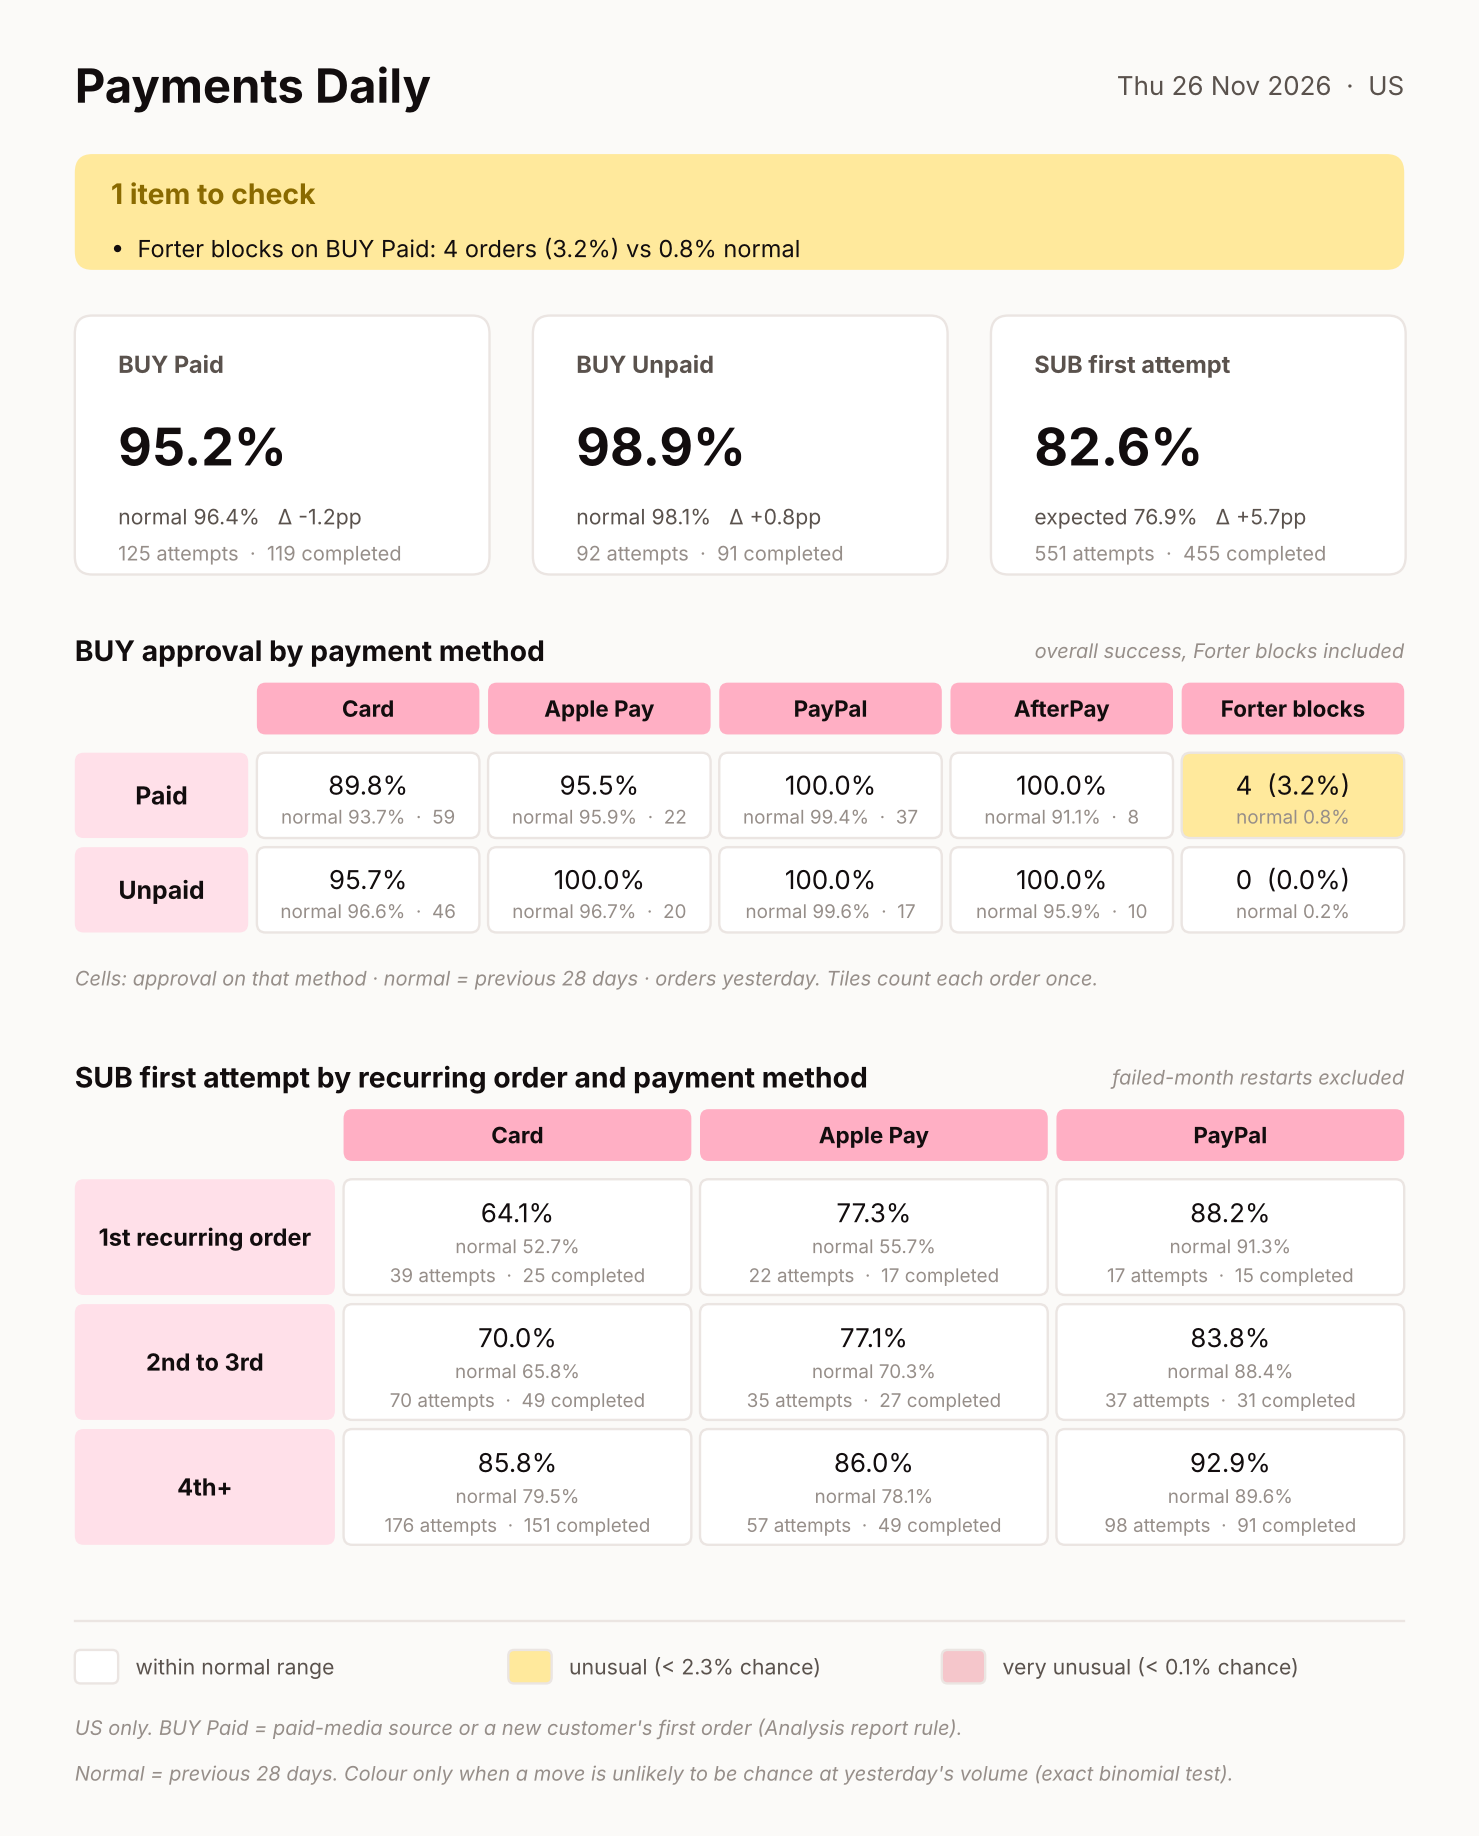 Payments Daily
Thu 26 Nov 2026 · US
1 item to check
• Forter blocks on BUY Paid: 4 orders (3.2%) vs 0.8% normal
BUY Paid
95.2%
normal 96.4% Δ -1.2pp
125 attempts · 119 completed
BUY Unpaid
98.9%
normal 98.1% Δ +0.8pp
92 attempts · 91 completed
SUB first attempt
82.6%
expected 76.9% Δ +5.7pp
551 attempts · 455 completed
BUY approval by payment method
overall success, Forter blocks included
Card Apple Pay PayPal AfterPay Forter blocks
Paid
89.8% 95.5% 100.0% 100.0% 4 (3.2%)
normal 93.7% · 59 normal 95.9% · 22 normal 99.4% · 37 normal 91.1% · 8 normal 0.8%
Unpaid
95.7% 100.0% 100.0% 100.0% 0 (0.0%)
normal 96.6% · 46 normal 96.7% · 20 normal 99.6% · 17 normal 95.9% · 10 normal 0.2%
Cells: approval on that method · normal = previous 28 days · orders yesterday. Tiles count each order once.
SUB first attempt by recurring order and payment method
failed-month restarts excluded
Card Apple Pay PayPal
1st recurring order
64.1% 77.3% 88.2%
normal 52.7% normal 55.7% normal 91.3%
39 attempts · 25 completed 22 attempts · 17 completed 17 attempts · 15 completed
2nd to 3rd
70.0% 77.1% 83.8%
normal 65.8% normal 70.3% normal 88.4%
70 attempts · 49 completed 35 attempts · 27 completed 37 attempts · 31 completed
4th+
85.8% 86.0% 92.9%
normal 79.5% normal 78.1% normal 89.6%
176 attempts · 151 completed 57 attempts · 49 completed 98 attempts · 91 completed
within normal range
unusual (< 2.3% chance)
very unusual (< 0.1% chance)
US only. BUY Paid = paid-media source or a new customer's first order (Analysis report rule).
Normal = previous 28 days. Colour only when a move is unlikely to be chance at yesterday's volume (exact binomial test).